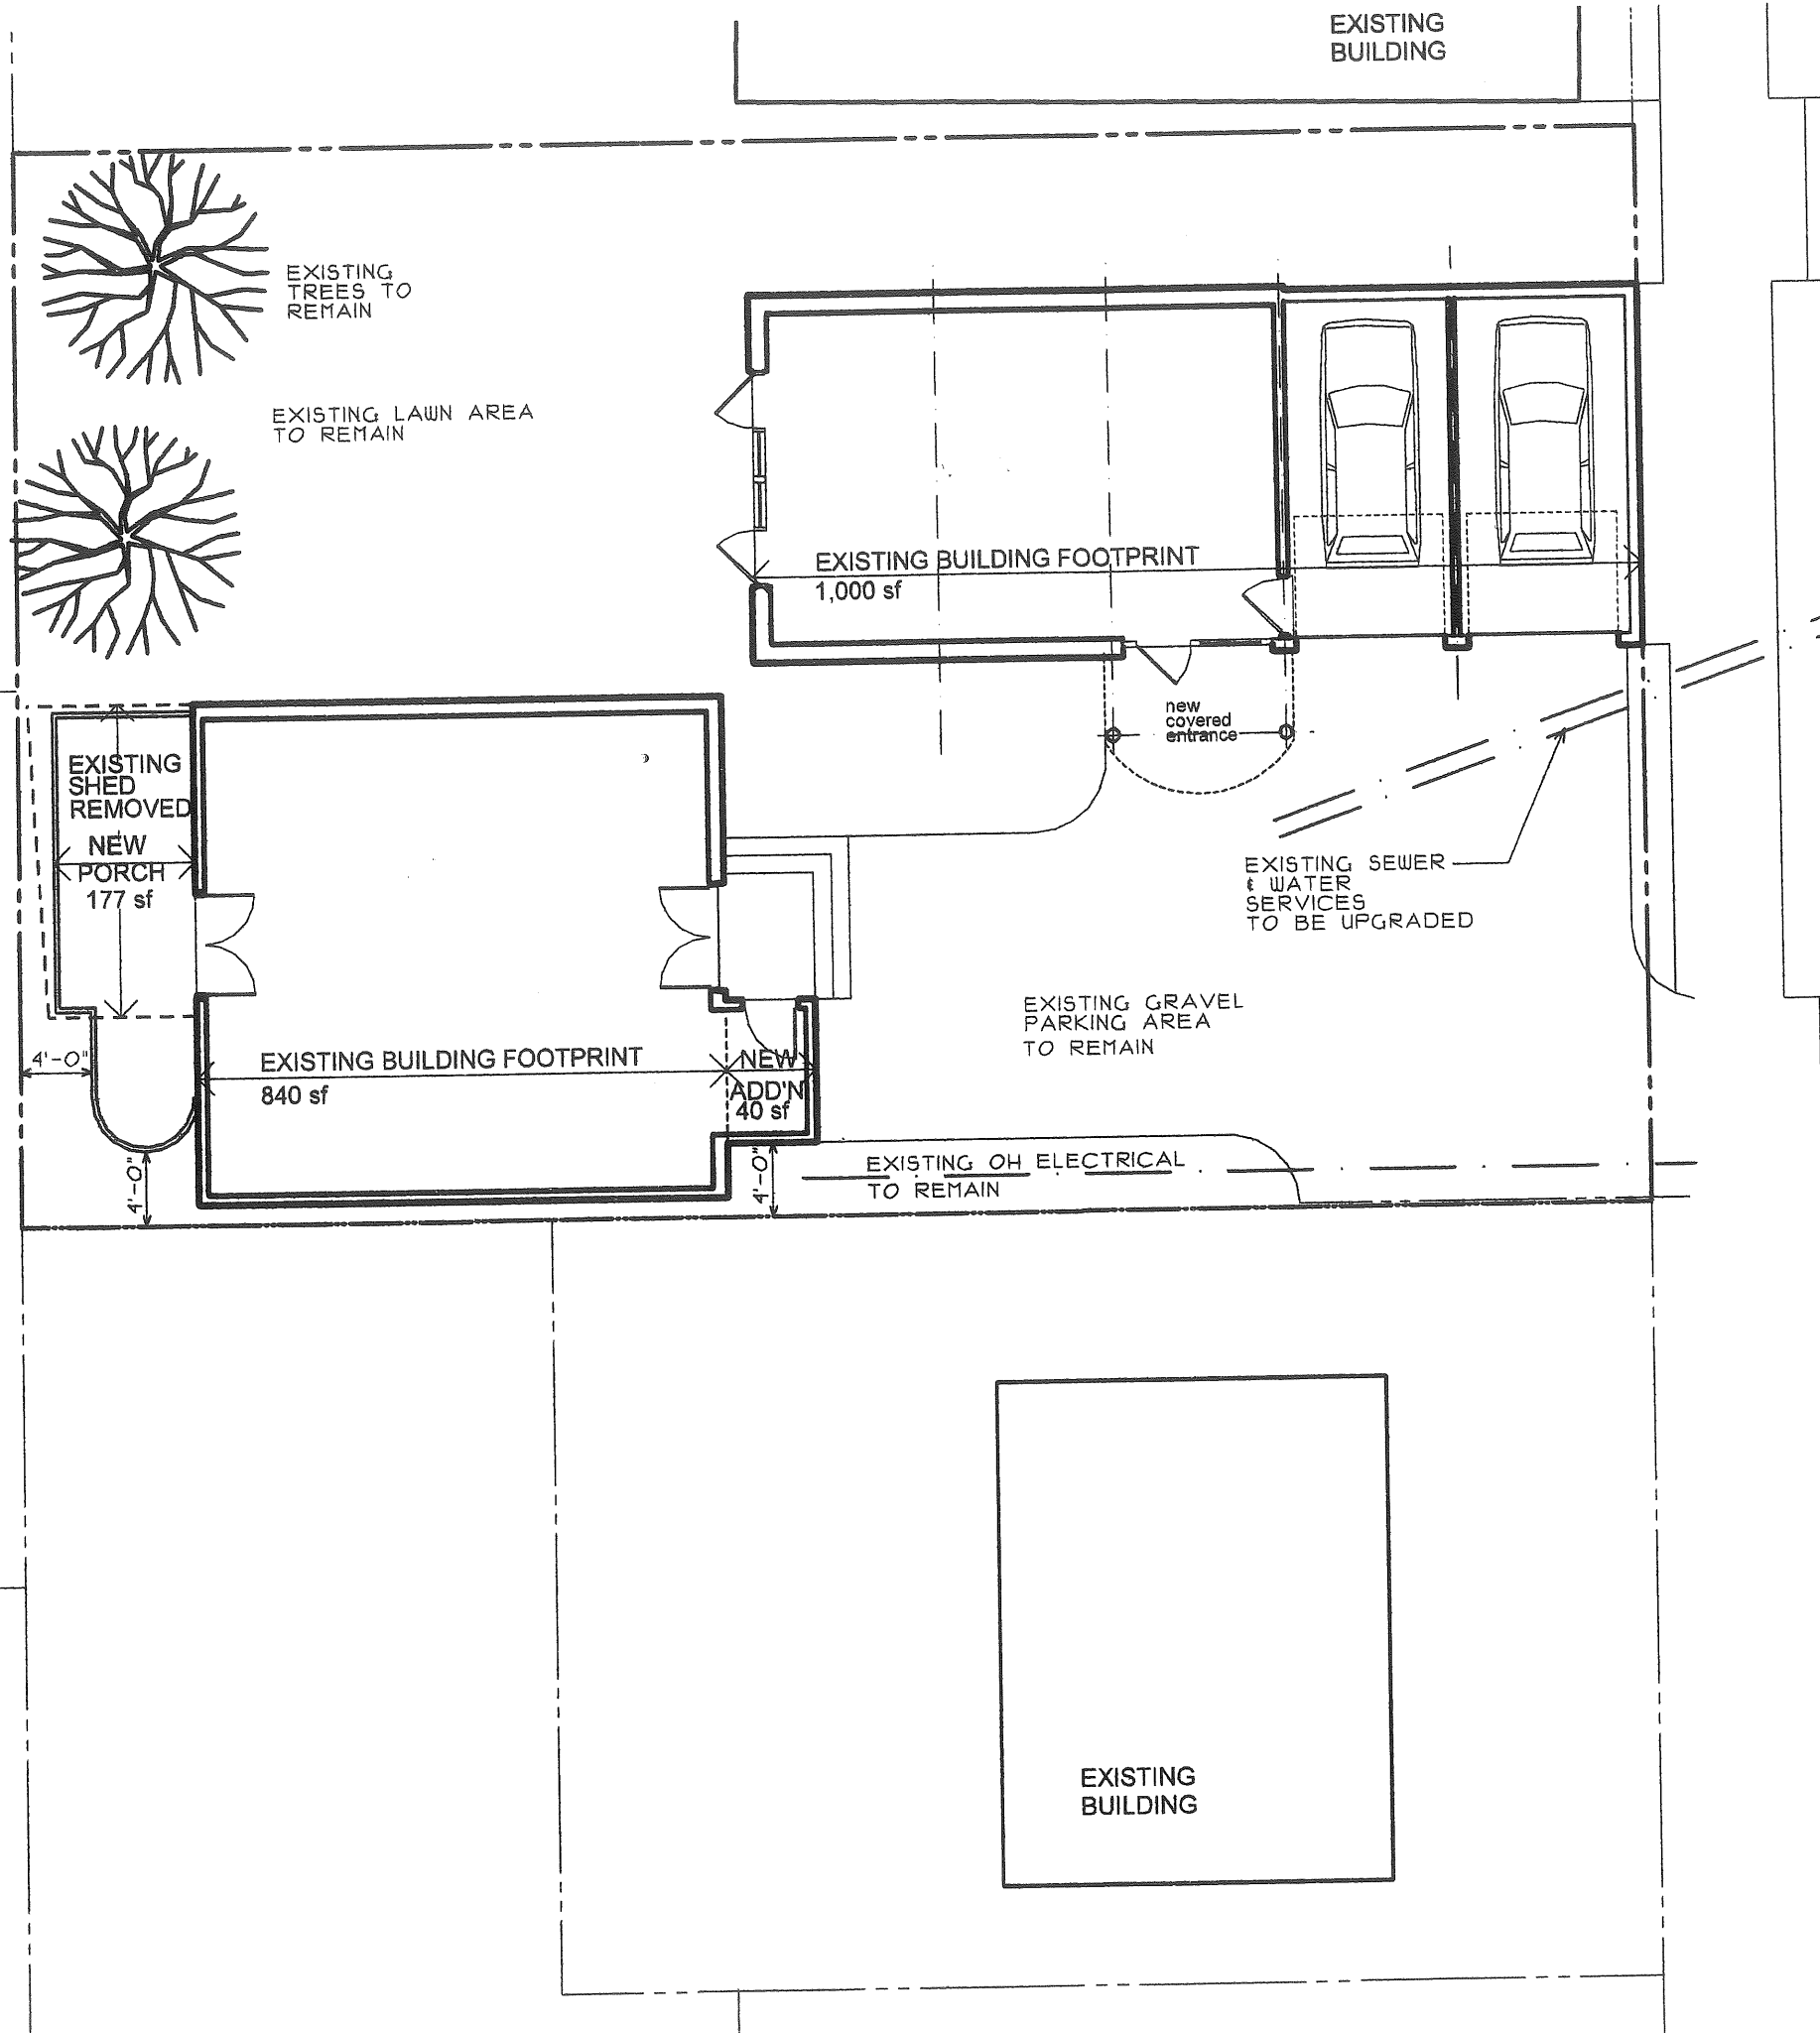 EXISTING
BUILDING
EXISTING
TREES TO
REMAIN
EXISTING LAWN AREA
TO REMAIN
EXISTING BUILDING FOOTPRINT
1,000 sf
new
covered
entrance
EXISTING
SHED
REMOVED
NEW
PORCH
177 sf
EXISTING SEWER
& WATER
SERVICES
TO BE UPGRADED
EXISTING GRAVEL
PARKING AREA
TO REMAIN
4'-0"
EXISTING BUILDING FOOTPRINT
840 sf
NEW
ADD'N
40 sf
4'-0"
4'-0"
EXISTING OH ELECTRICAL
TO REMAIN
EXISTING
BUILDING